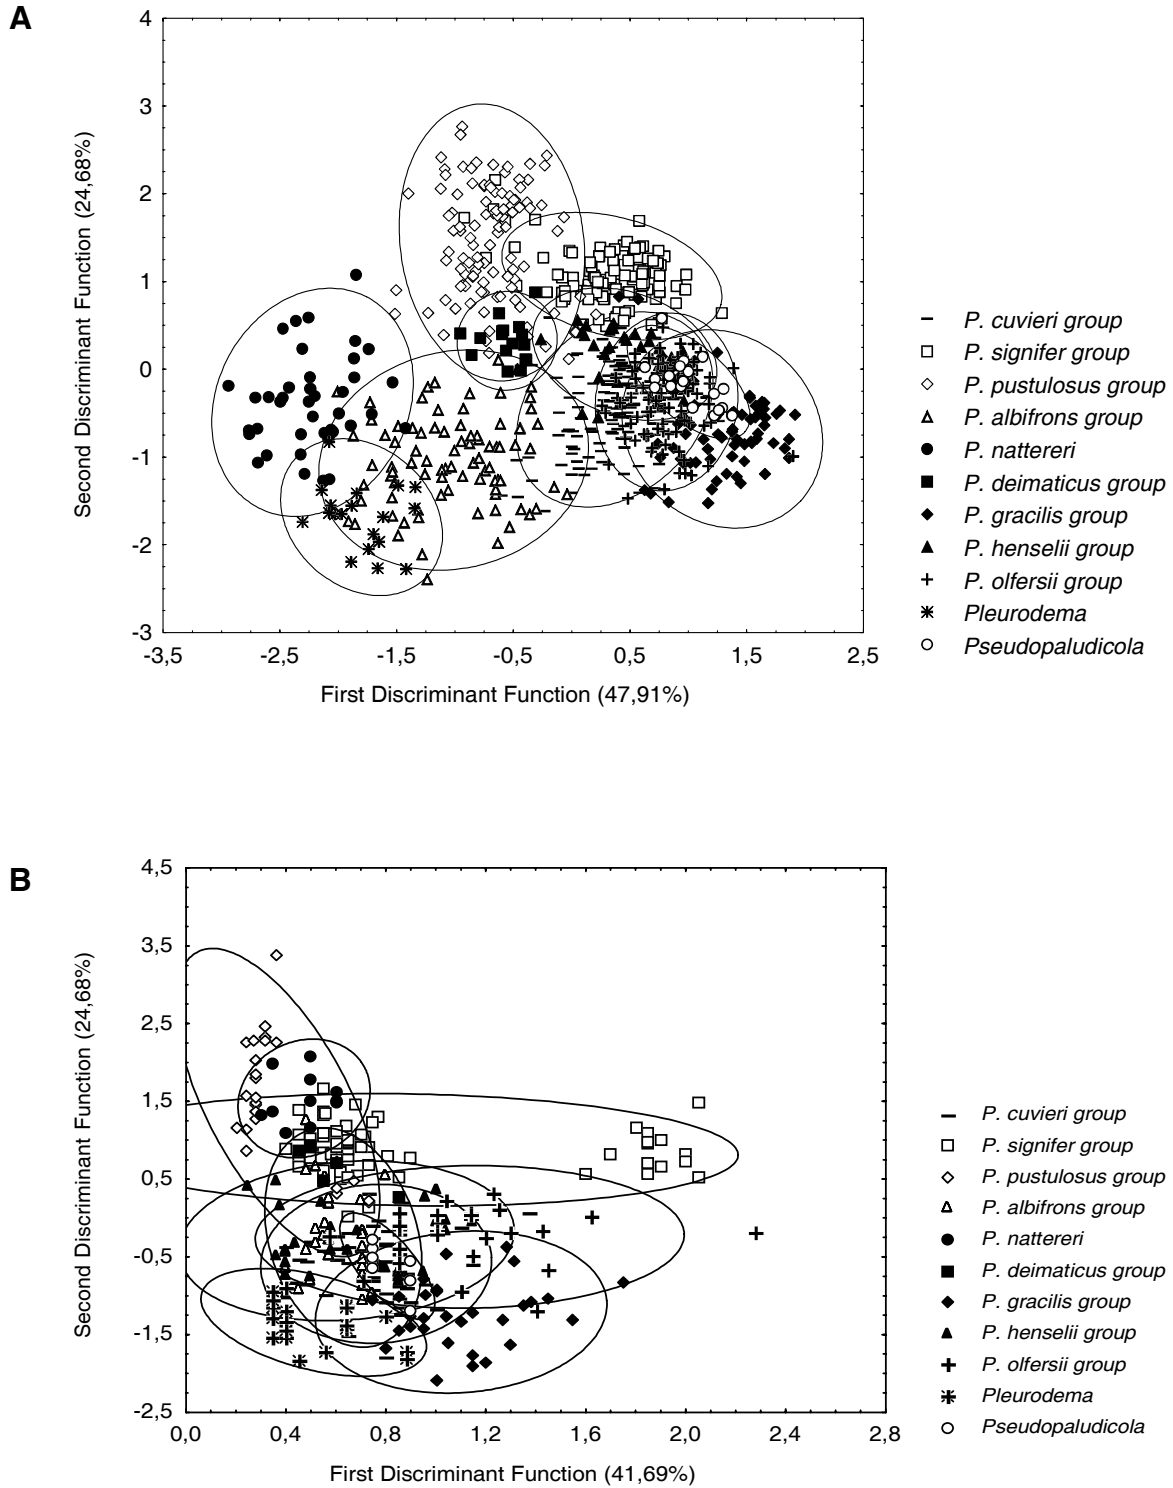 A
4
3
2
1
0
-1
-2
-3
Second Discriminant Function (24,68%)
-3,5 -2,5 -1,5 -0,5 0,5 1,5 2,5
First Discriminant Function (47,91%)
P. cuvieri group
P. signifer group
P. pustulosus group
P. albifrons group
P. nattereri
P. deimaticus group
P. gracilis group
P. henselii group
P. olfersii group
Pleurodema
Pseudopaludicola
B
4,5
3,5
2,5
1,5
0,5
-0,5
-1,5
-2,5
Second Discriminant Function (24,68%)
0,0 0,4 0,8 1,2 1,6 2,0 2,4 2,8
First Discriminant Function (41,69%)
P. cuvieri group
P. signifer group
P. pustulosus group
P. albifrons group
P. nattereri
P. deimaticus group
P. gracilis group
P. henselii group
P. olfersii group
Pleurodema
Pseudopaludicola